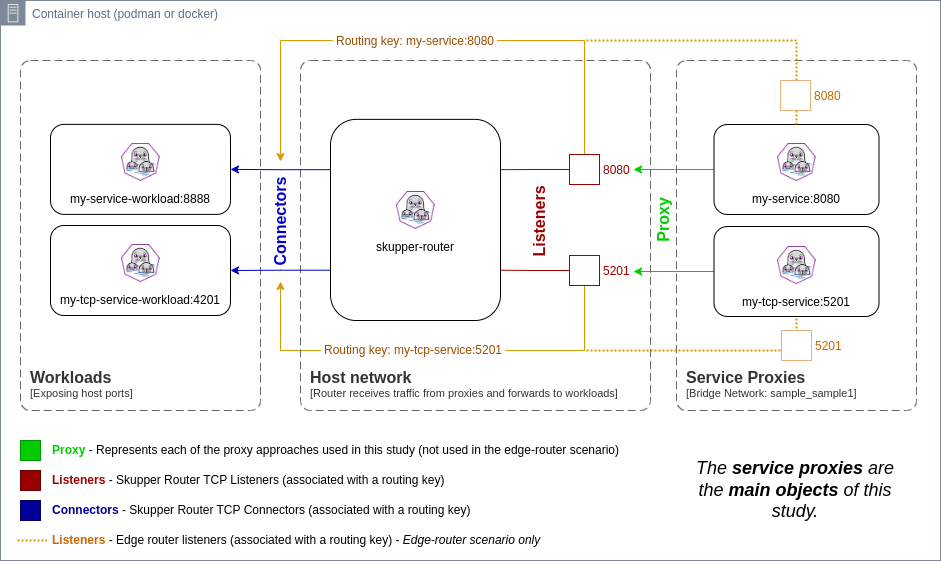 Container host (podman or docker)
Routing key: my-service:8080
8080
my-service-workload:8888
my-tcp-service-workload:4201
Connectors
skupper-router
Listeners
8080
5201
Proxy
my-service:8080
my-tcp-service:5201
5201
Routing key: my-tcp-service:5201
Workloads
[Exposing host ports]
Host network
[Router receives traffic from proxies and forwards to workloads]
Service Proxies
[Bridge Network: sample_sample1]
Proxy - Represents each of the proxy approaches used in this study (not used in the edge-router scenario)
Listeners - Skupper Router TCP Listeners (associated with a routing key)
Connectors - Skupper Router TCP Connectors (associated with a routing key)
Listeners - Edge router listeners (associated with a routing key) - Edge-router scenario only
The service proxies are
the main objects of this
study.